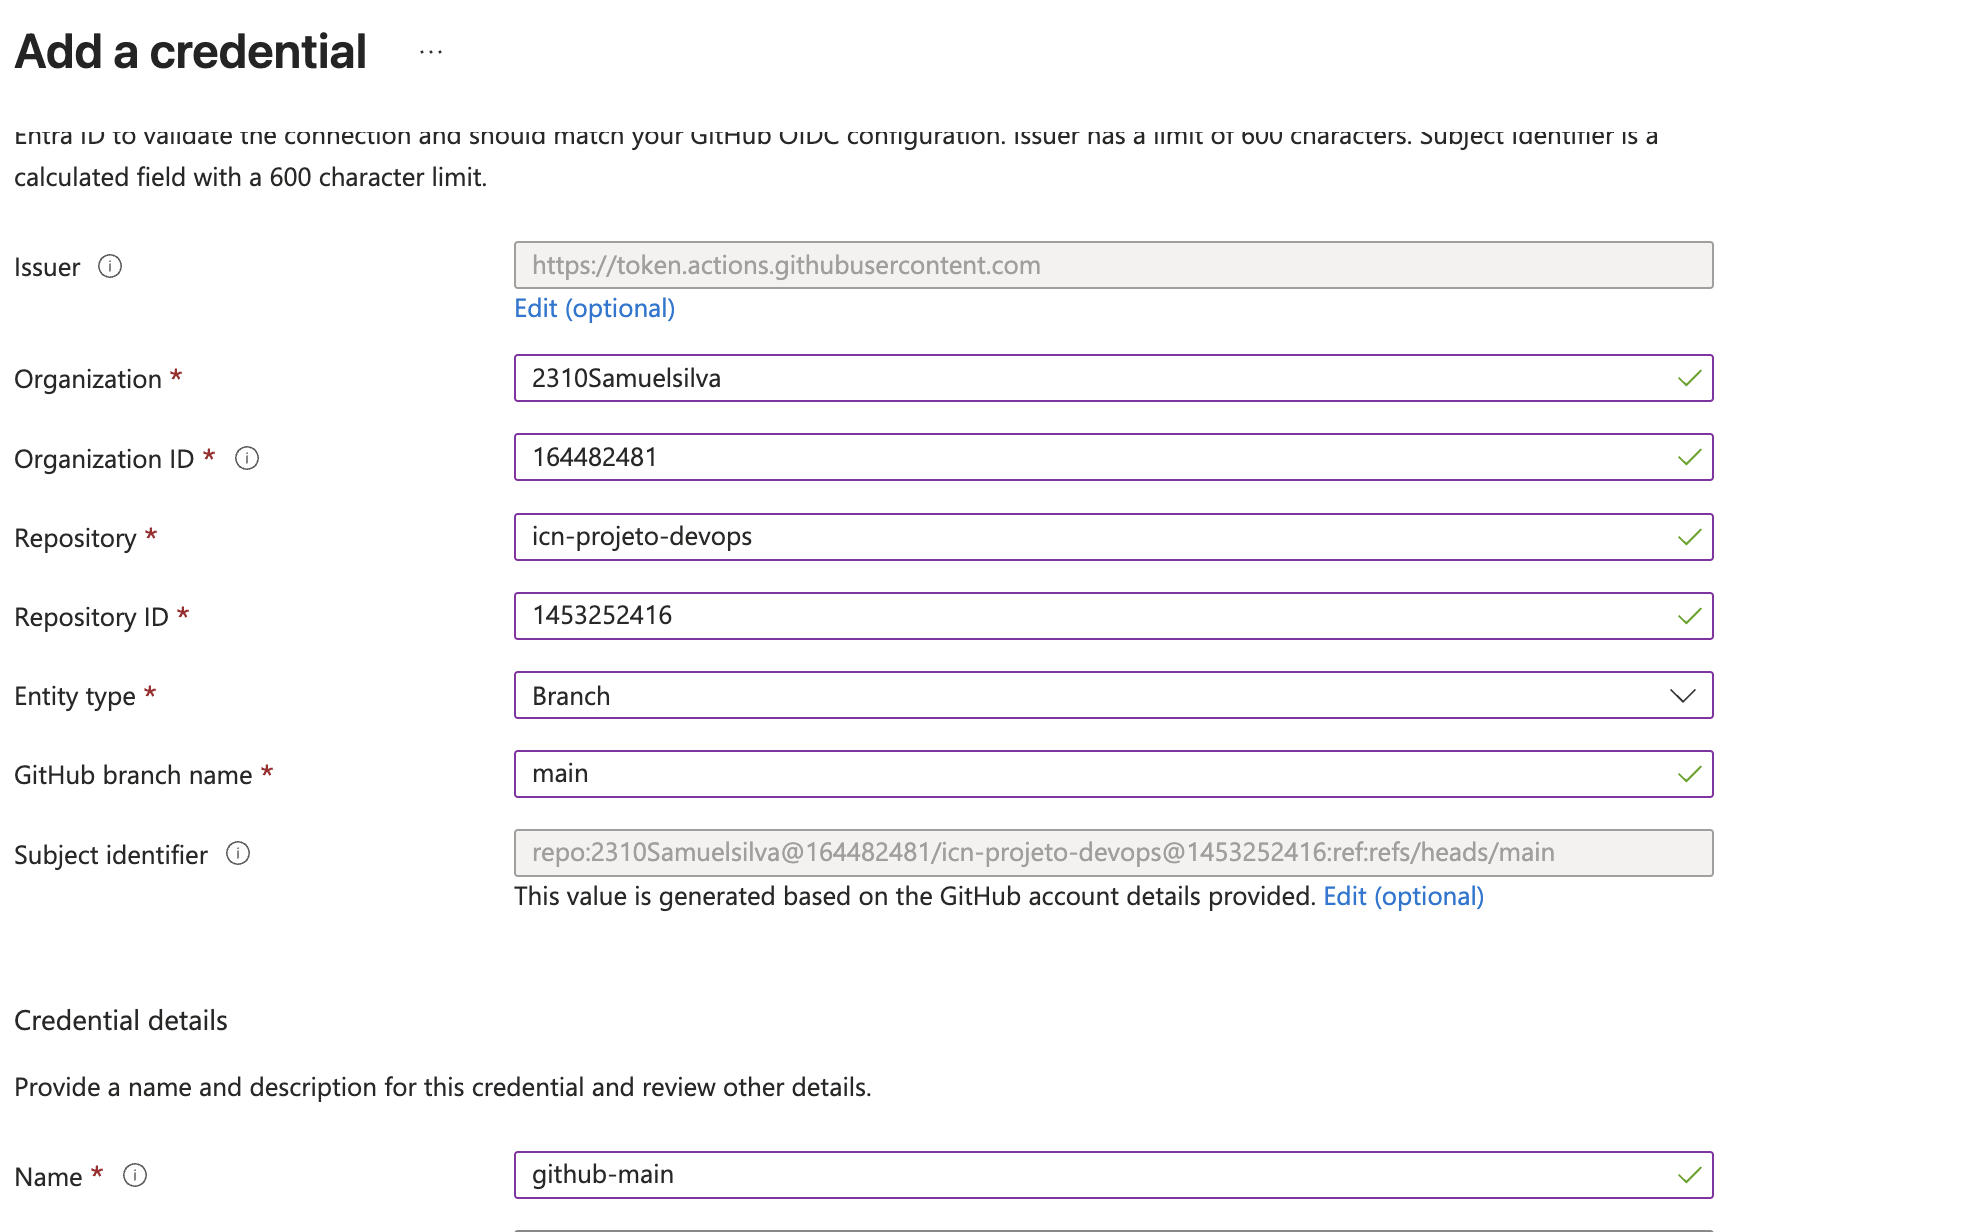 Add a credential ...
Entra ID to validate the connection and should match your GitHub OIDC configuration. Issuer has a limit of 600 characters. Subject Identifier is a
calculated field with a 600 character limit.
Issuer
https://token.actions.githubusercontent.com
Edit (optional)
Organization *
2310Samuelsilva
Organization ID *
164482481
Repository *
icn-projeto-devops
Repository ID *
1453252416
Entity type *
Branch
GitHub branch name *
main
Subject identifier
repo:2310Samuelsilva@164482481/icn-projeto-devops@1453252416:ref:refs/heads/main
This value is generated based on the GitHub account details provided. Edit (optional)
Credential details
Provide a name and description for this credential and review other details.
Name *
github-main